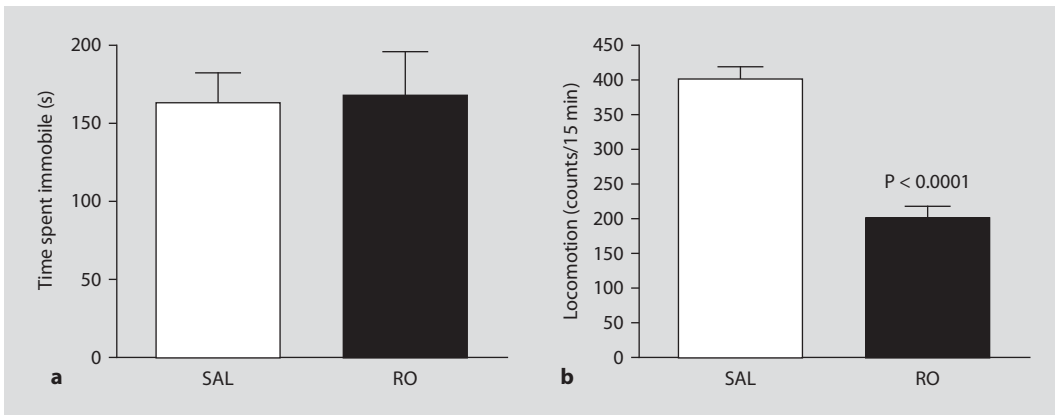 Time spent immobile (s)
200
150
100
50
0
SAL
RO
a
Locomotion (counts/15 min)
450
400
350
300
250
200
150
100
50
0
P < 0.0001
SAL
RO
b